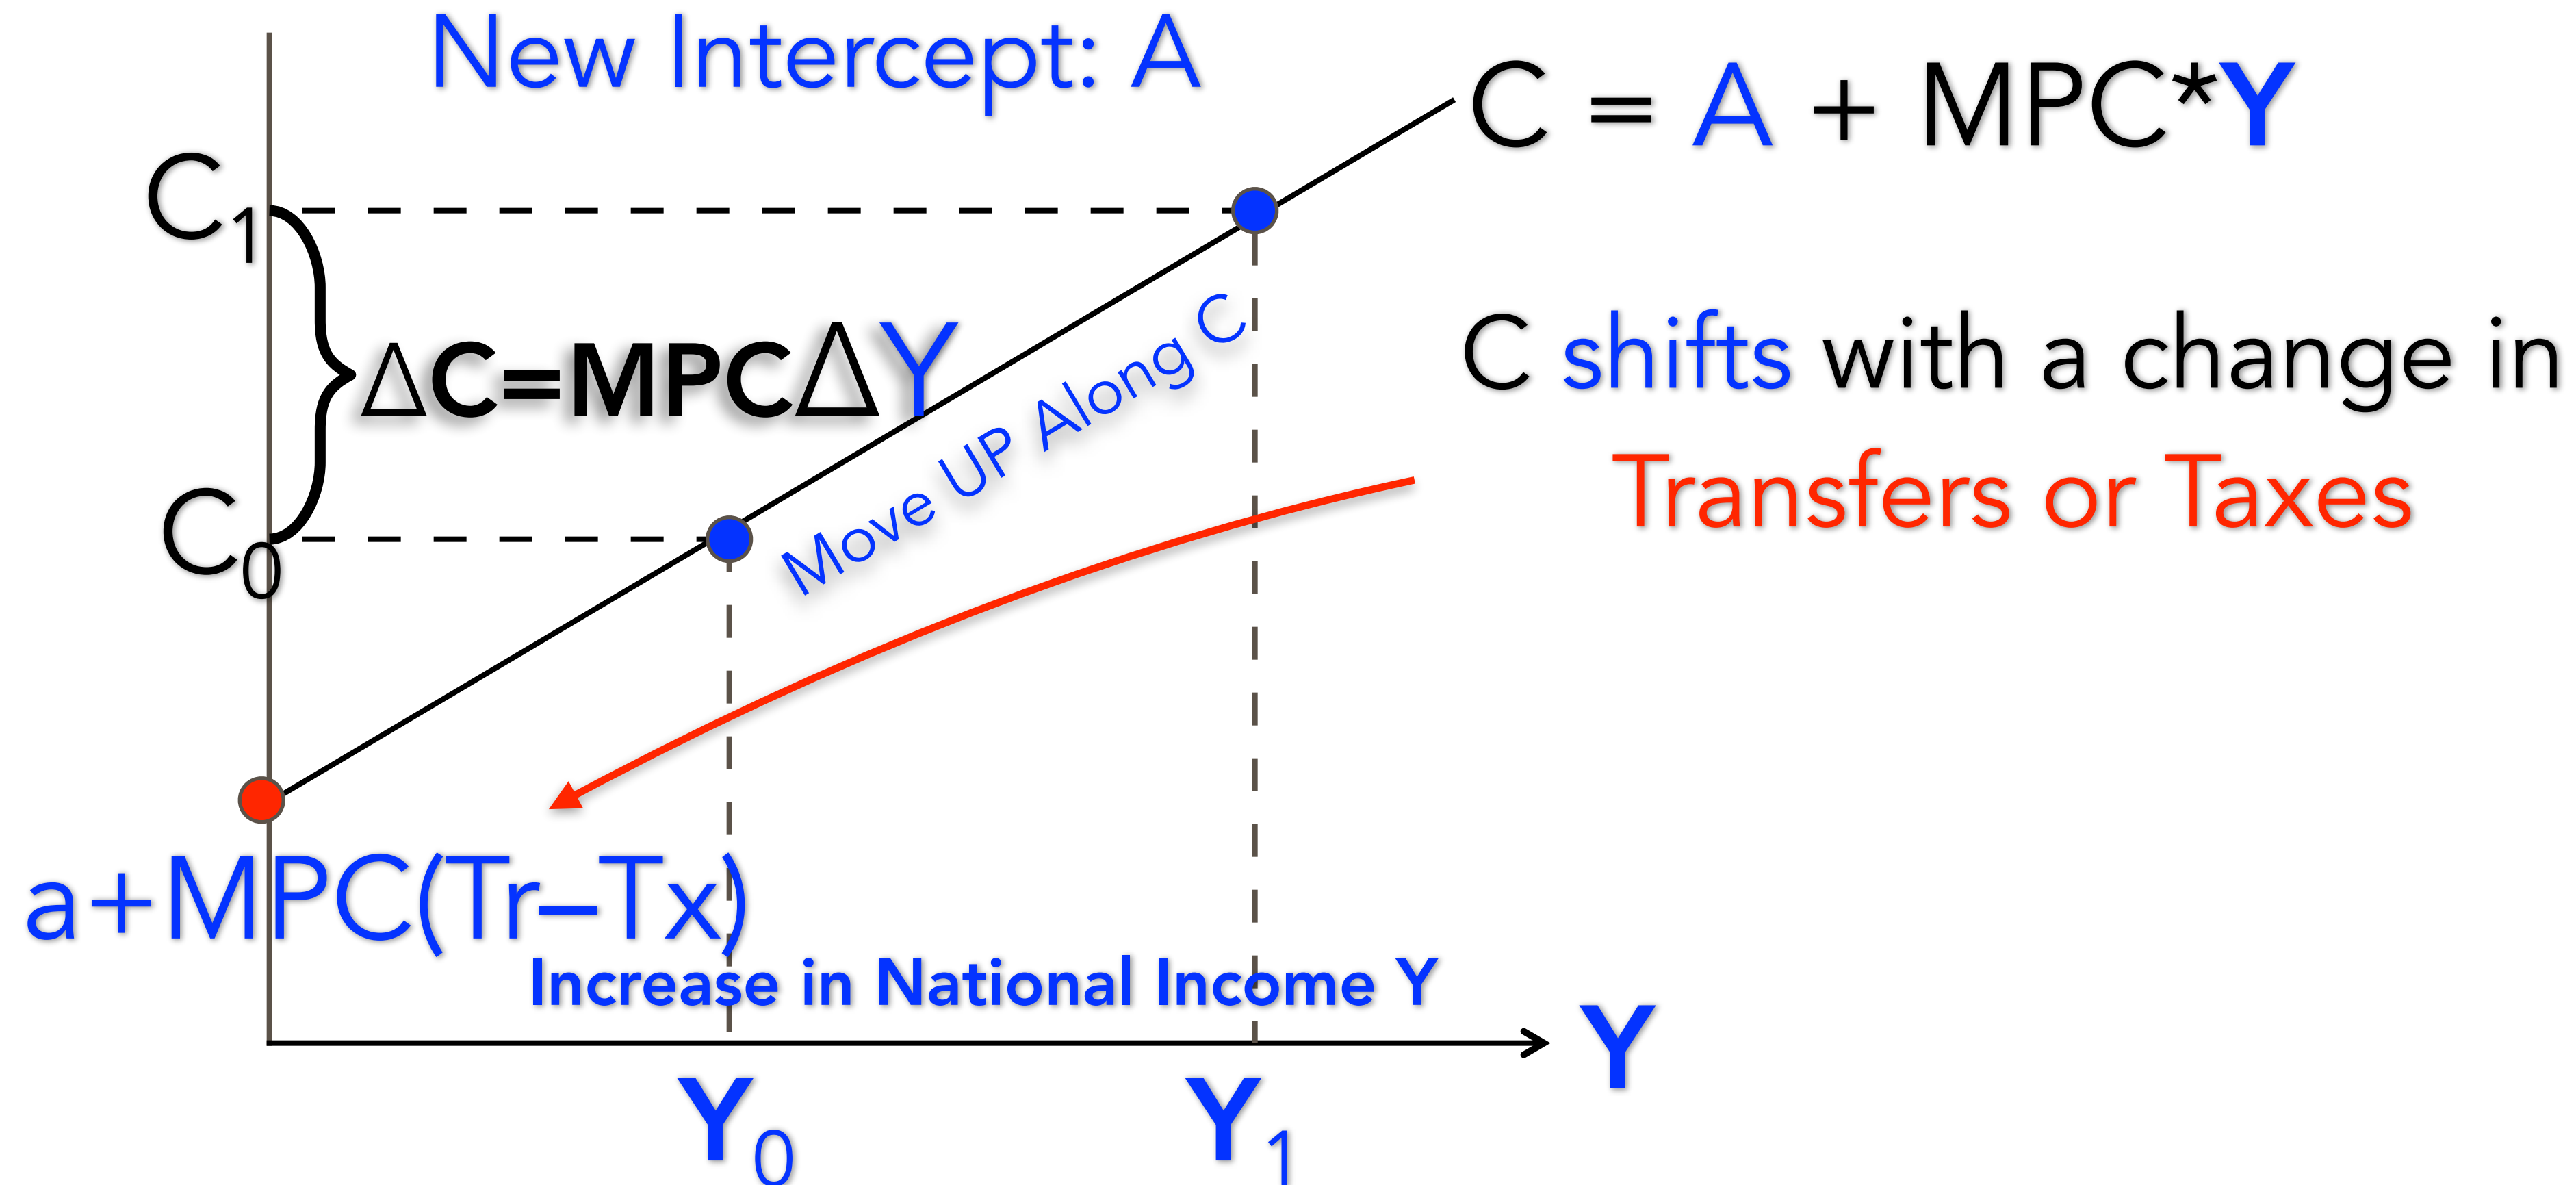 New Intercept: A
C = A + MPC*Y
C₁
ΔC=MPCΔY
Move UP Along C
C shifts with a change in
Transfers or Taxes
C₀
a+MPC(Tr–Tx)
Increase in National Income Y
Y
Y₀
Y₁